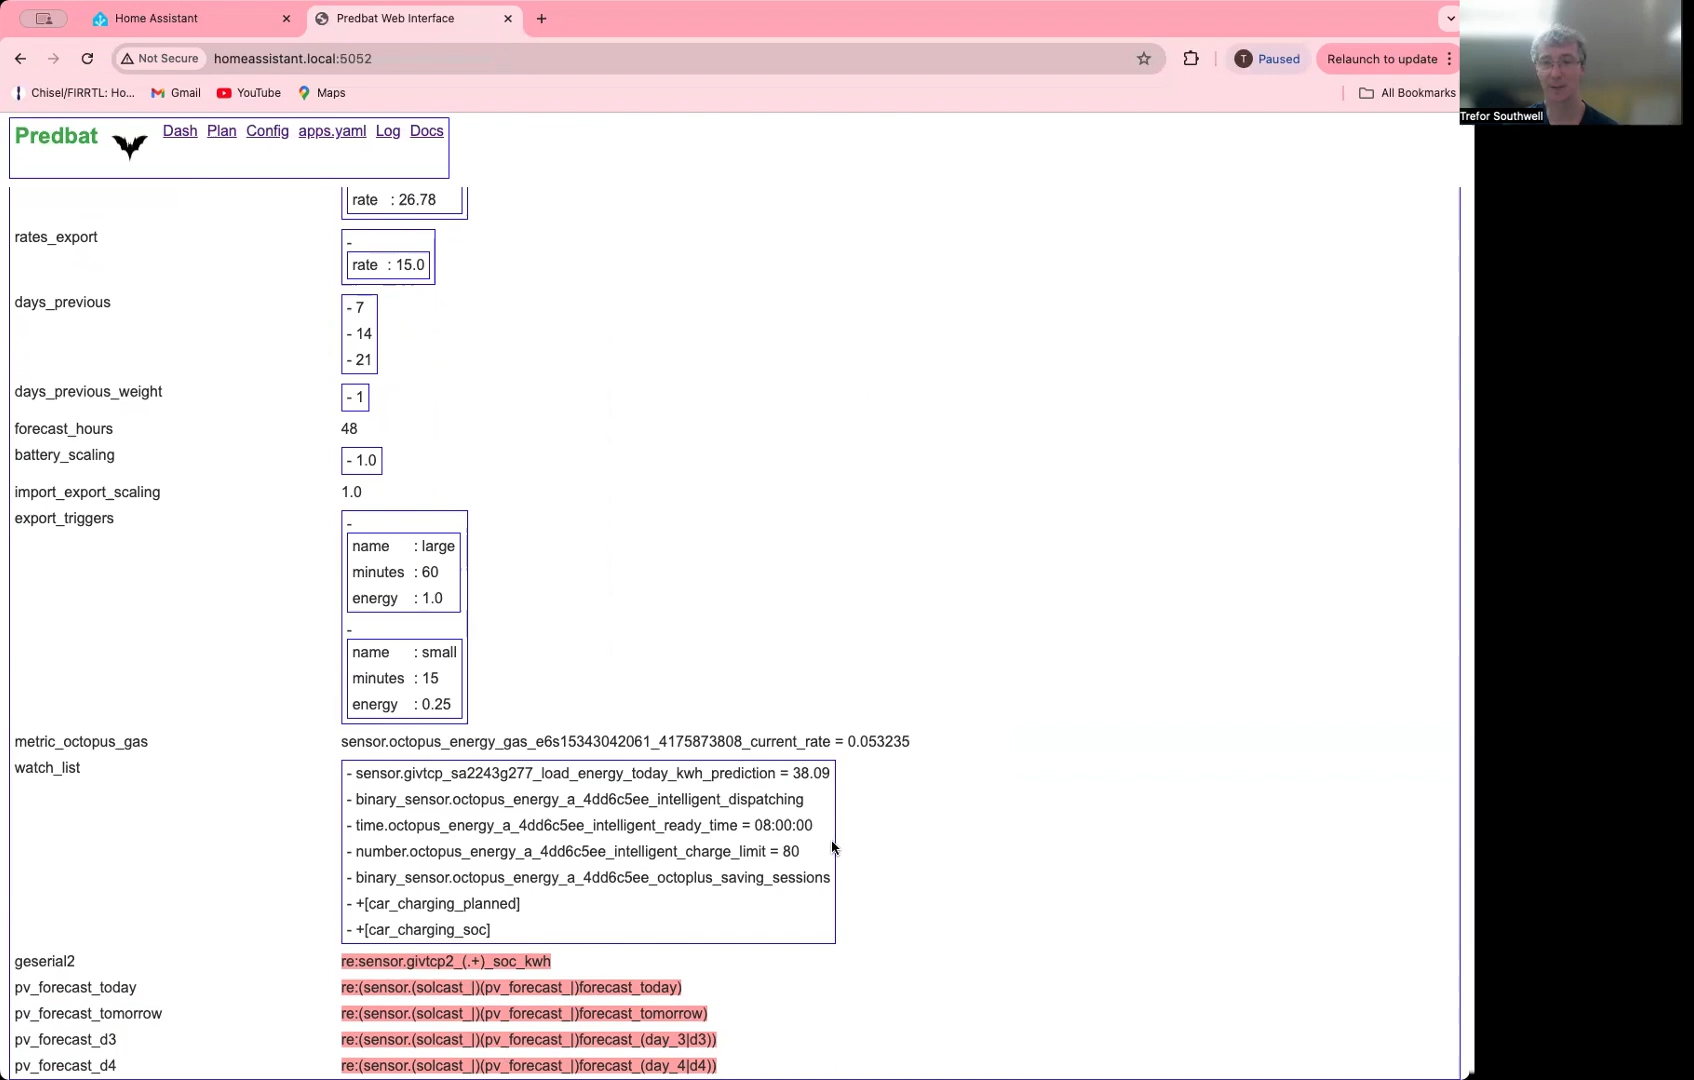 Home Assistant
Predbat Web Interface
Not Secure
homeassistant.local:5052
T Paused
Relaunch to update
Chisel/FIRRTL: Ho...
Gmail
YouTube
Maps
All Bookmarks
Trefor Southwell
Predbat
Dash Plan Config apps.yaml Log Docs
rate : 26.78
rates_export
-
rate : 15.0
days_previous
- 7
- 14
- 21
days_previous_weight
- 1
forecast_hours 48
battery_scaling
- 1.0
import_export_scaling 1.0
export_triggers
-
name : large
minutes : 60
energy : 1.0
-
name : small
minutes : 15
energy : 0.25
metric_octopus_gas sensor.octopus_energy_gas_e6s15343042061_4175873808_current_rate = 0.053235
watch_list
- sensor.givtcp_sa2243g277_load_energy_today_kwh_prediction = 38.09
- binary_sensor.octopus_energy_a_4dd6c5ee_intelligent_dispatching
- time.octopus_energy_a_4dd6c5ee_intelligent_ready_time = 08:00:00
- number.octopus_energy_a_4dd6c5ee_intelligent_charge_limit = 80
- binary_sensor.octopus_energy_a_4dd6c5ee_octoplus_saving_sessions
- +[car_charging_planned]
- +[car_charging_soc]
geserial2 re:sensor.givtcp2_(.+)_soc_kwh
pv_forecast_today re:(sensor.(solcast_|)(pv_forecast_|)forecast_today)
pv_forecast_tomorrow re:(sensor.(solcast_|)(pv_forecast_|)forecast_tomorrow)
pv_forecast_d3 re:(sensor.(solcast_|)(pv_forecast_|)forecast_(day_3|d3))
pv_forecast_d4 re:(sensor.(solcast_|)(pv_forecast_|)forecast_(day_4|d4))